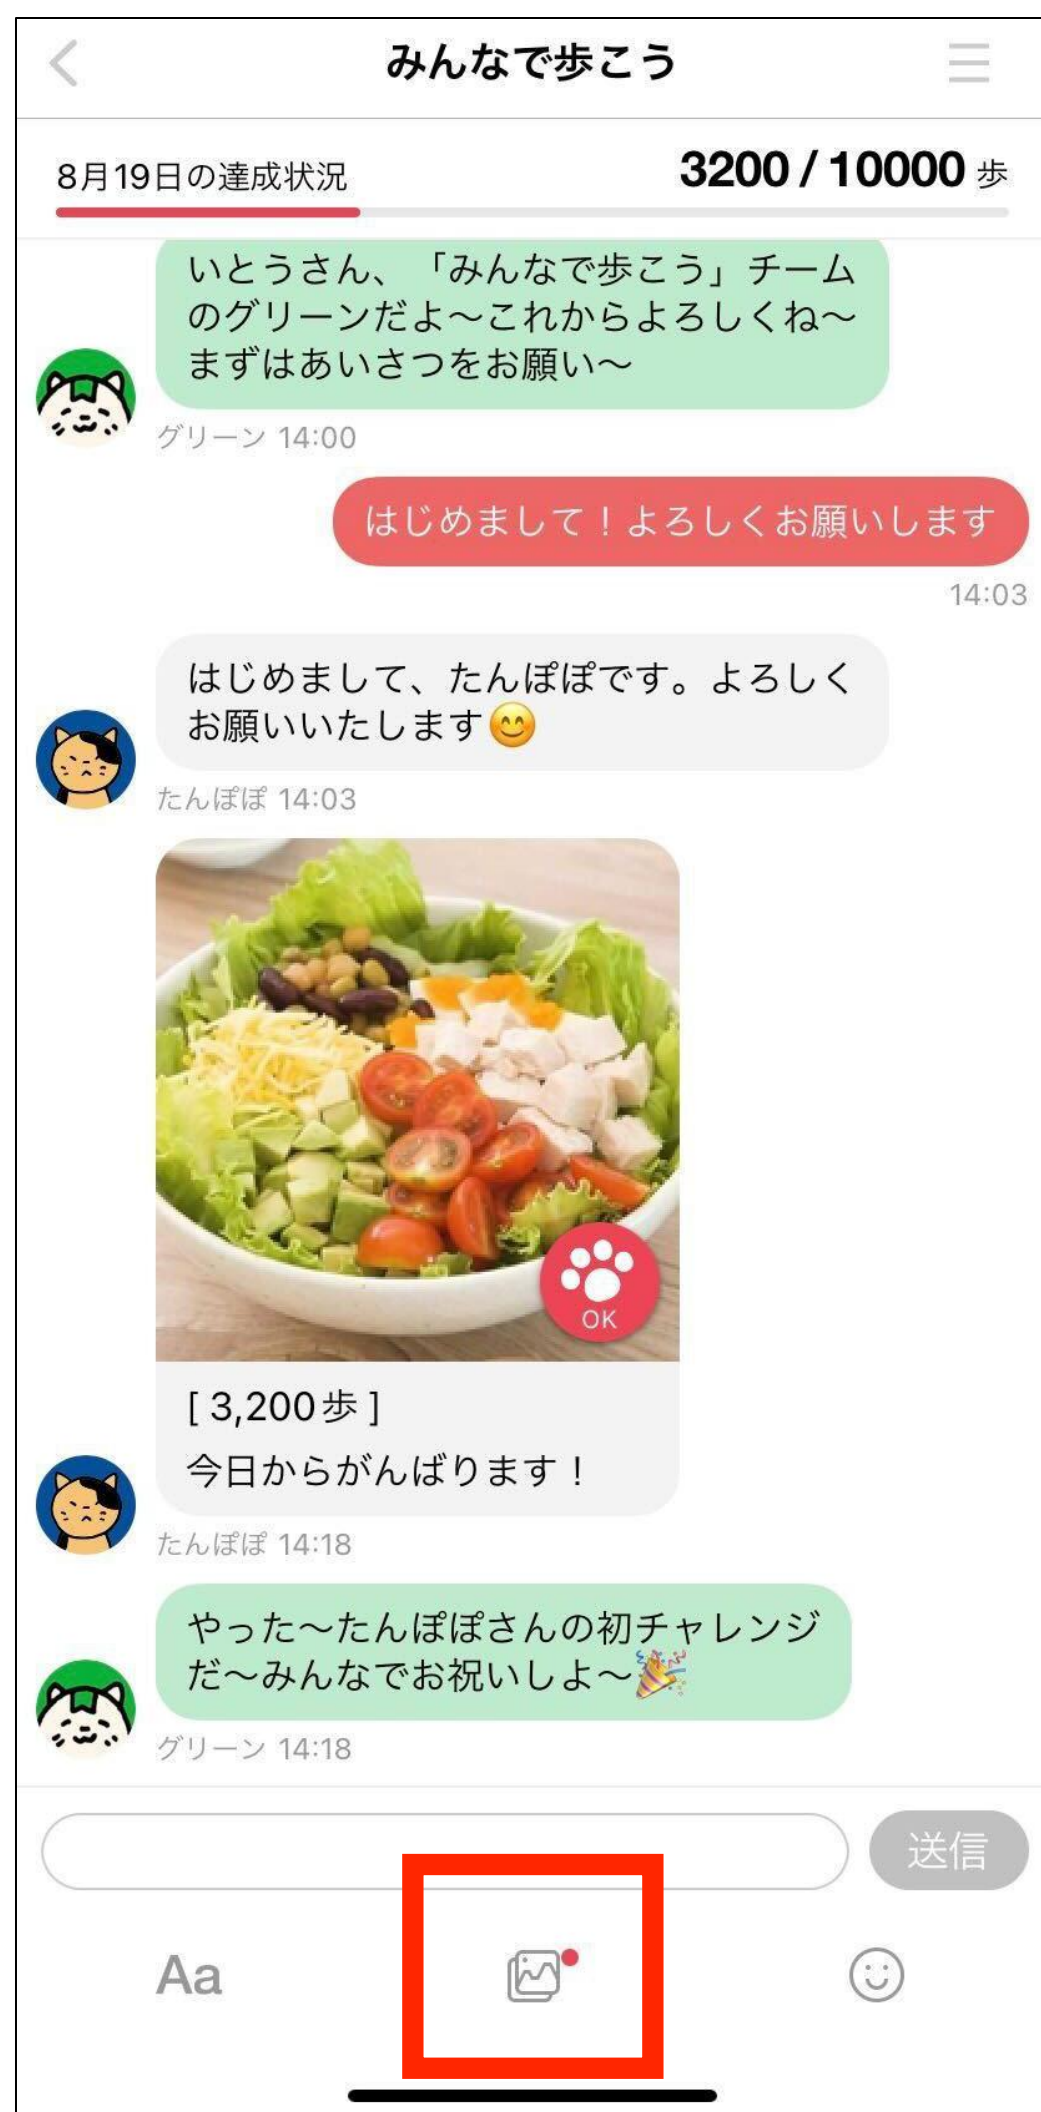 みんなで歩こう
8月19日の達成状況
3200 / 10000 歩
いとうさん、「みんなで歩こう」チーム
のグリーンだよ～これからよろしくね～
まずはあいさつをお願い～
グリーン 14:00
はじめまして！よろしくお願いします
14:03
はじめまして、たんぽぽです。よろしく
お願いいたします😊
たんぽぽ 14:03
OK
[ 3,200歩 ]
今日からがんばります！
たんぽぽ 14:18
やった～たんぽぽさんの初チャレンジ
だ～みんなでお祝いしよ～🎉
グリーン 14:18
送信
Aa